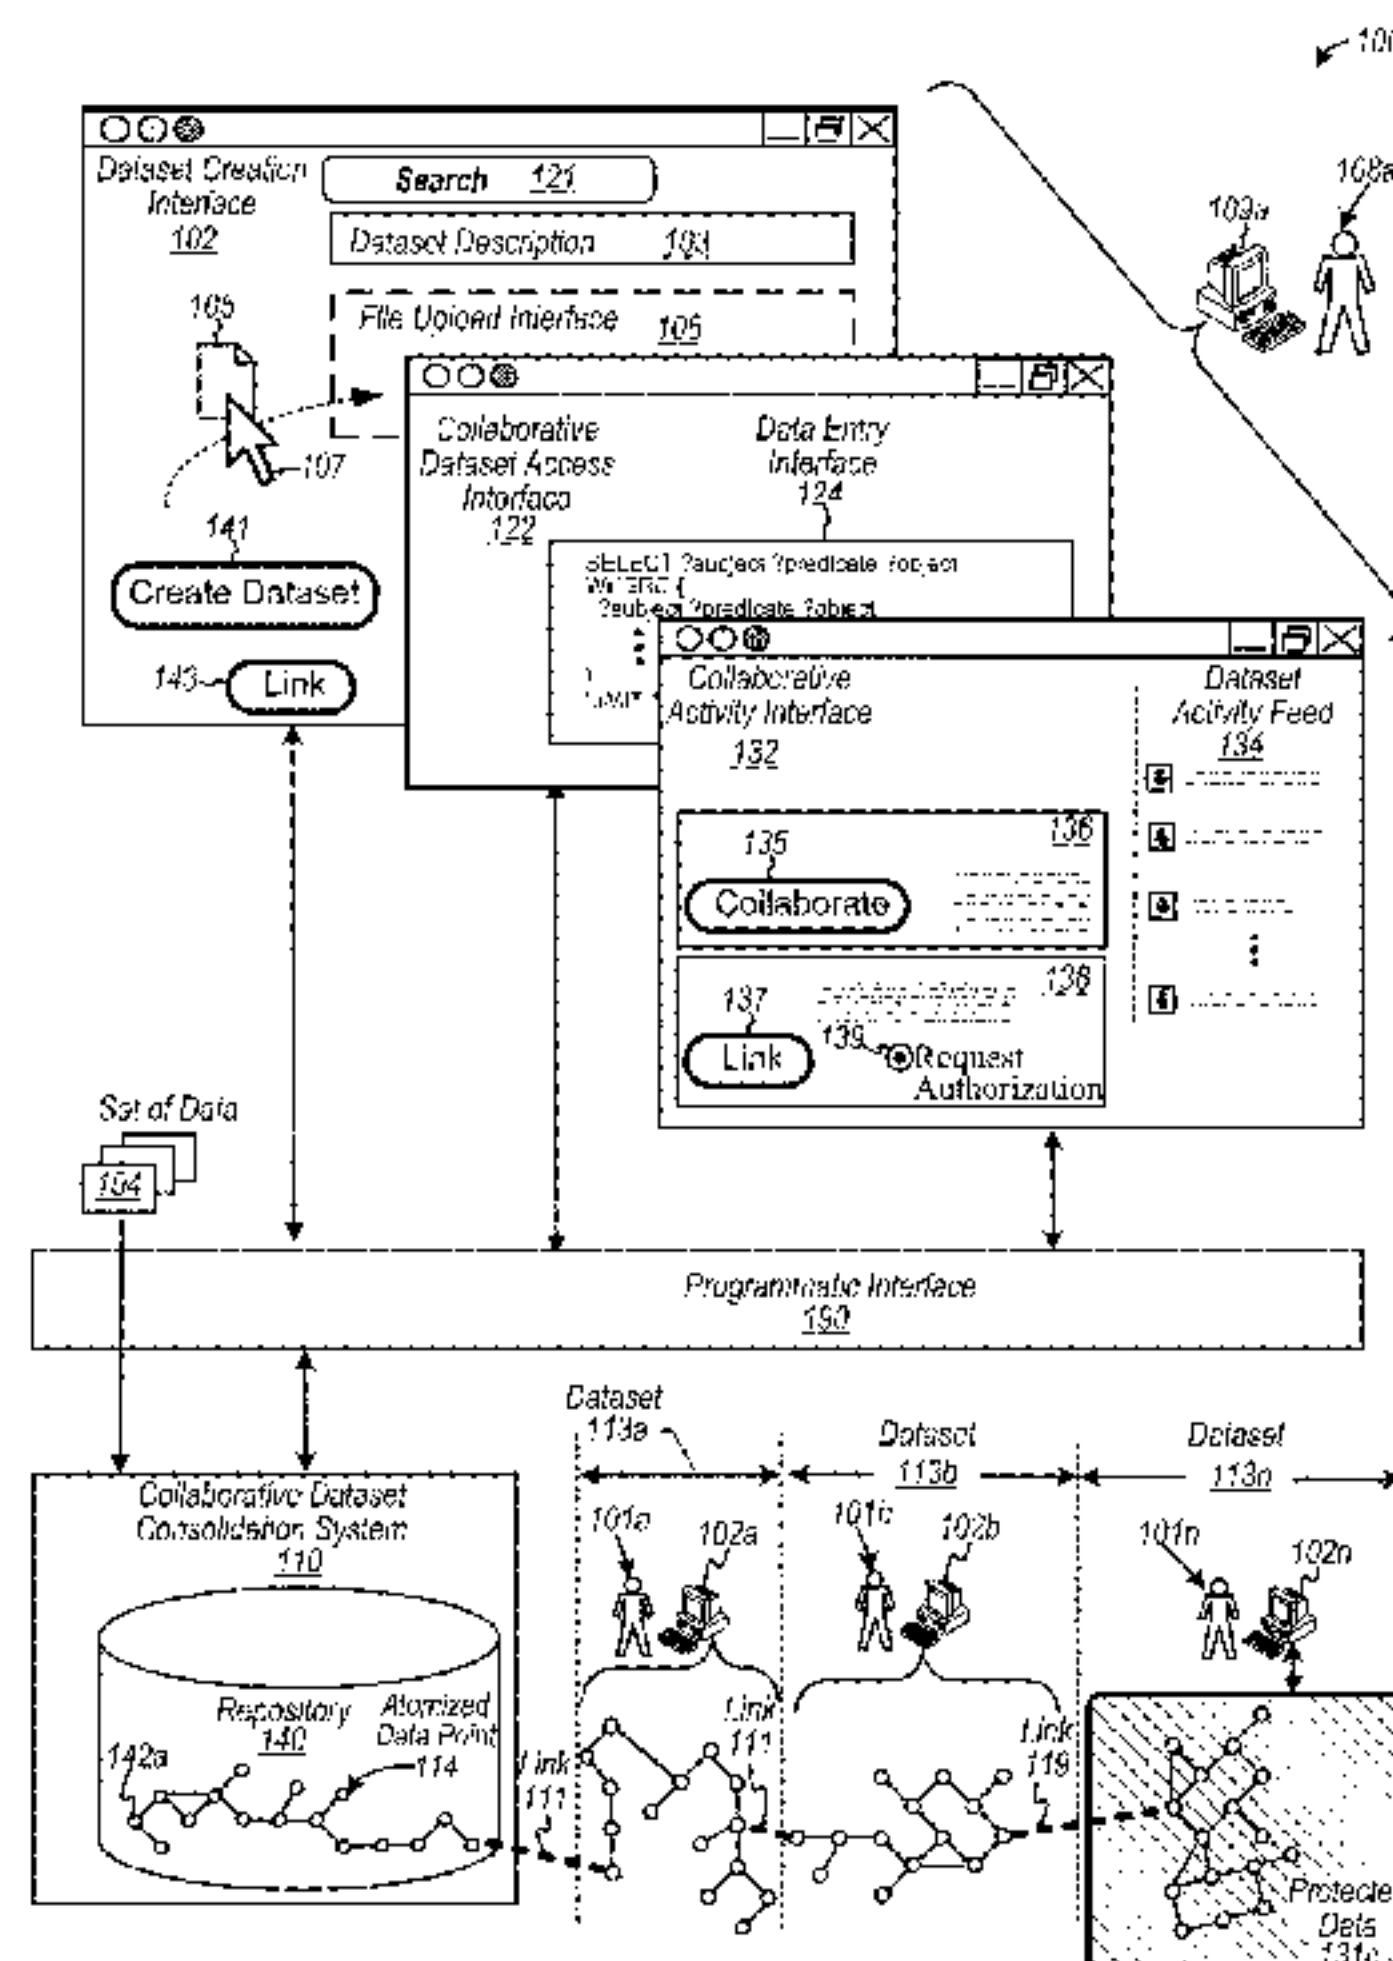 108a
109a
Dataset Creation
Interface
102
Search 121
Dataset Description 103
File Upload Interface 105
105
107
Collaborative
Dataset Access
Interface
122
Data Entry
Interface
124
141
Create Dataset
143
Link
SELECT ?subject ?predicate ?object
WHERE {
?subject ?predicate ?object
}
Collaborative
Activity Interface
132
Dataset
Activity Feed
134
135
136
Collaborate
137
138
Link
139
Request
Authorization
Set of Data
154
Programmatic Interface
190
Dataset
113a
Dataset
113b
Dataset
113n
Collaborative Dataset
Consolidation System
110
101a
102a
102b
101n
102n
Repository
140
Atomized
Data Point
114
142a
Link
111
Link
111
Link
119
Data